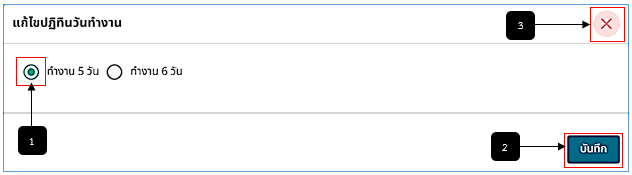 แก้ไขปฏิทินวันทำงาน
3
ทำงาน 5 วัน ทำงาน 6 วัน
1
2
บันทึก